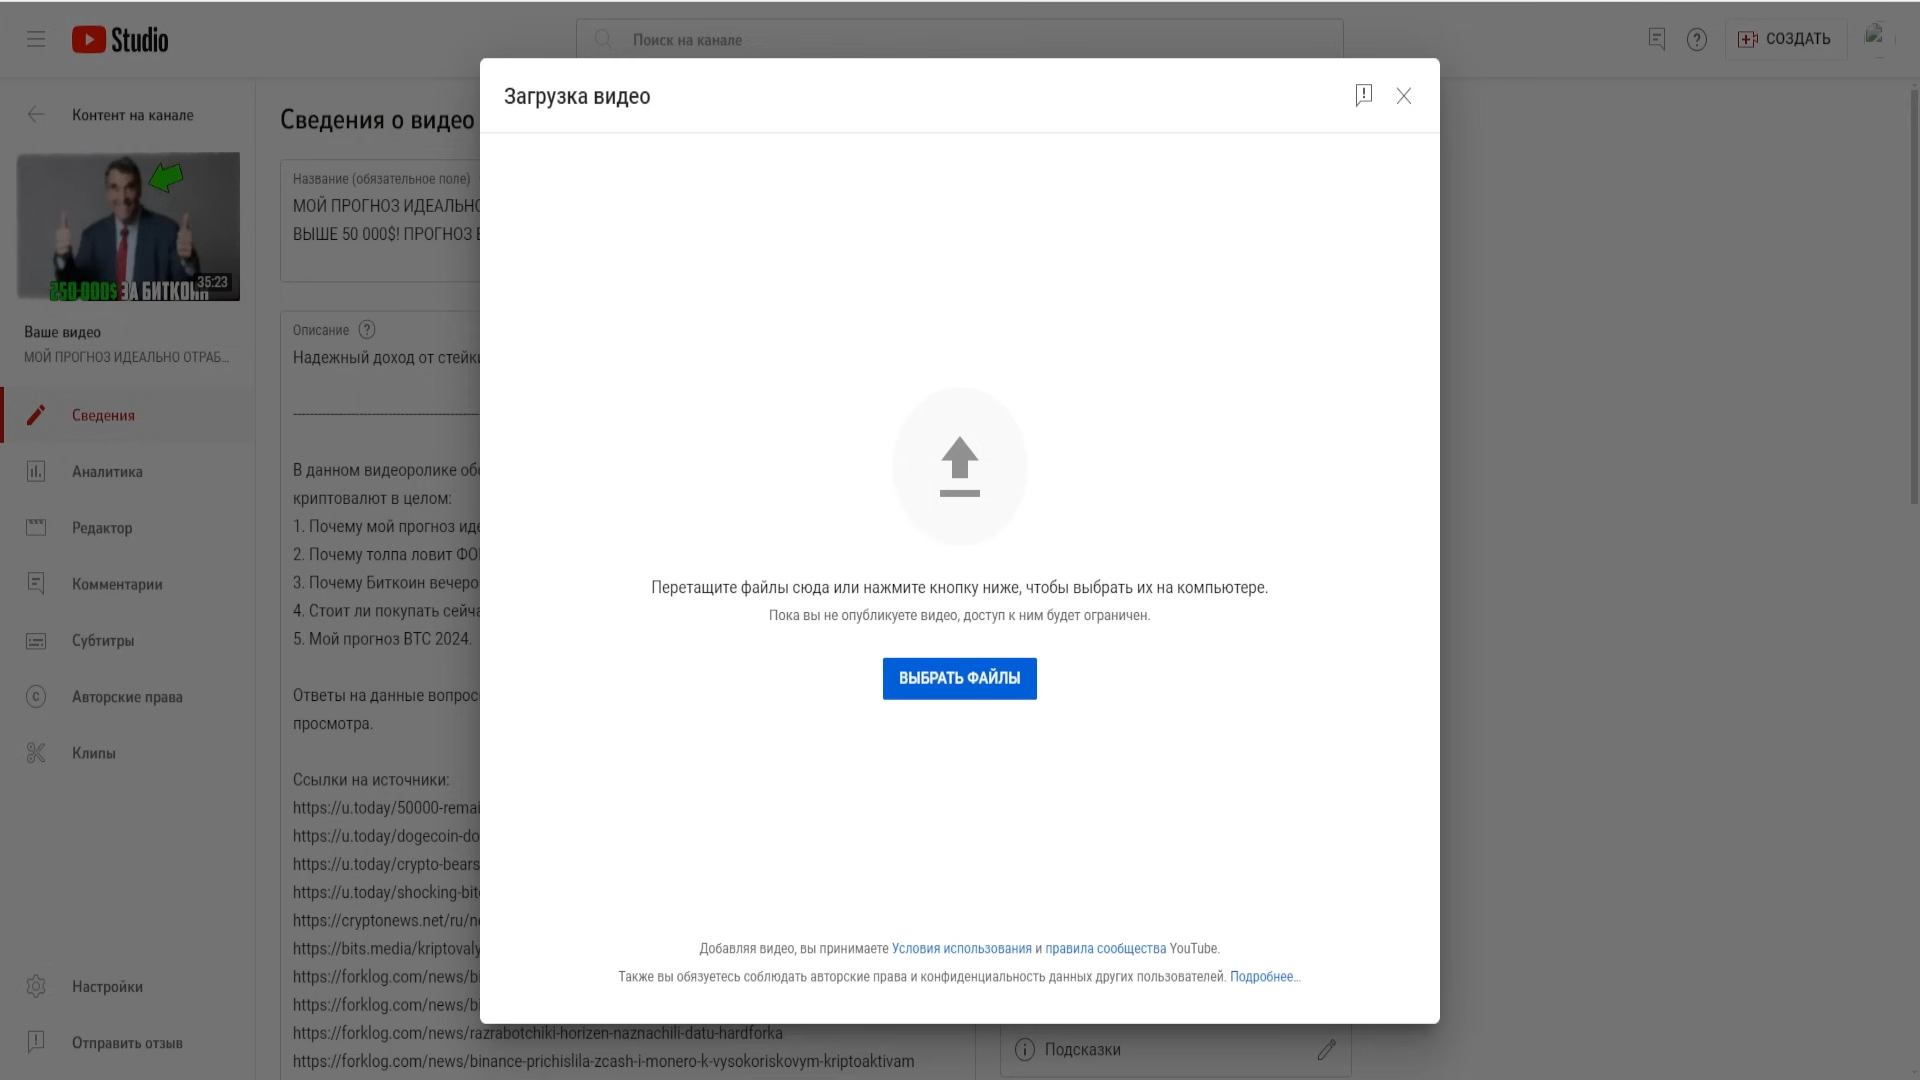 Studio
Поиск на канале
СОЗДАТЬ
Контент на канале
35:23
250 000$ ЗА БИТКОИН
Ваше видео
МОЙ ПРОГНОЗ ИДЕАЛЬНО ОТРАБ...
Сведения
Аналитика
Редактор
Комментарии
Субтитры
Авторские права
Клипы
Настройки
Отправить отзыв
Сведения о видео
Название (обязательное поле)
МОЙ ПРОГНОЗ ИДЕАЛЬНО
ВЫШЕ 50 000$! ПРОГНОЗ
Описание
Надежный доход от стейки
В данном видеоролике об
криптовалют в целом:
1. Почему мой прогноз ид
2. Почему толпа ловит
3. Почему Биткоин вечеро
4. Стоит ли покупать сейча
5. Мой прогноз BTC 2024.
Ответы на данные вопрос
просмотра.
Ссылки на источники:
https://u.today/50000-remai
https://u.today/dogecoin-do
https://u.today/crypto-bears
https://u.today/shocking-bit
https://cryptonews.net/ru/n
https://bits.media/kriptovaly
https://forklog.com/news/bi
https://forklog.com/news/bi
https://forklog.com/news/razrabotchiki-horizen-naznachili-datu-hardforka
https://forklog.com/news/binance-prichislila-zcash-i-monero-k-vysokoriskovym-kriptoaktivam
Загрузка видео
Перетащите файлы сюда или нажмите кнопку ниже, чтобы выбрать их на компьютере.
Пока вы не опубликуете видео, доступ к ним будет ограничен.
ВЫБРАТЬ ФАЙЛЫ
Добавляя видео, вы принимаете Условия использования и правила сообщества YouTube.
Также вы обязуетесь соблюдать авторские права и конфиденциальность данных других пользователей. Подробнее...
Подсказки